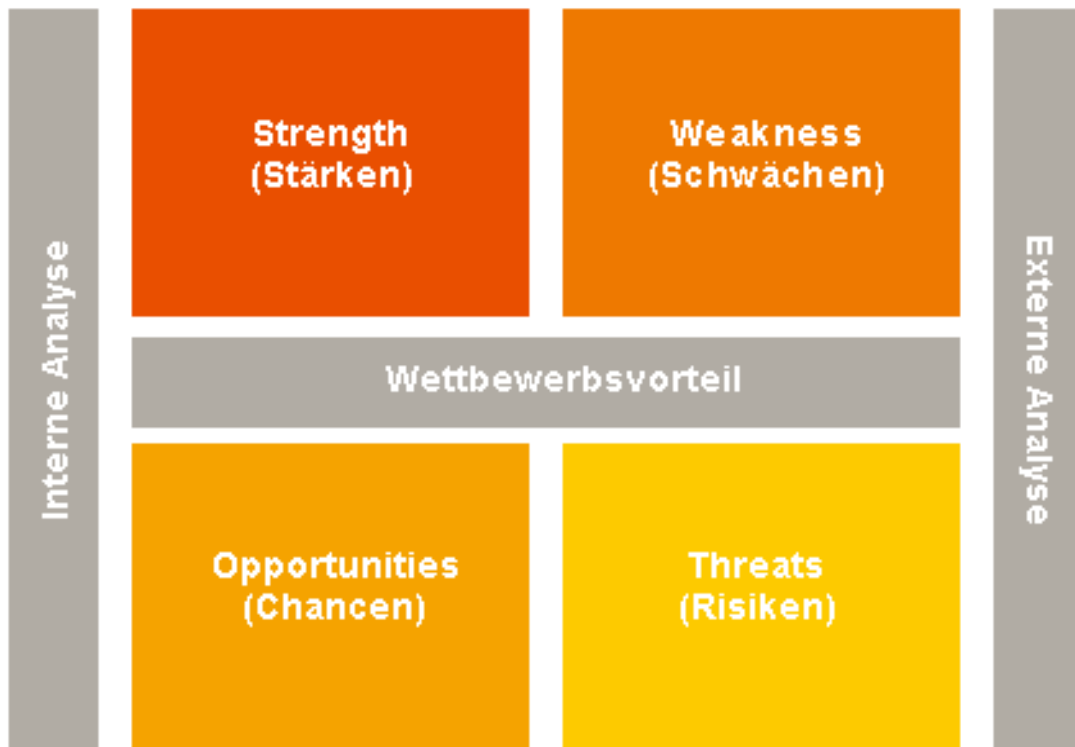 Interne Analyse
Strength
(Stärken)
Weakness
(Schwächen)
Wettbewerbsvorteil
Opportunities
(Chancen)
Threats
(Risiken)
Externe Analyse